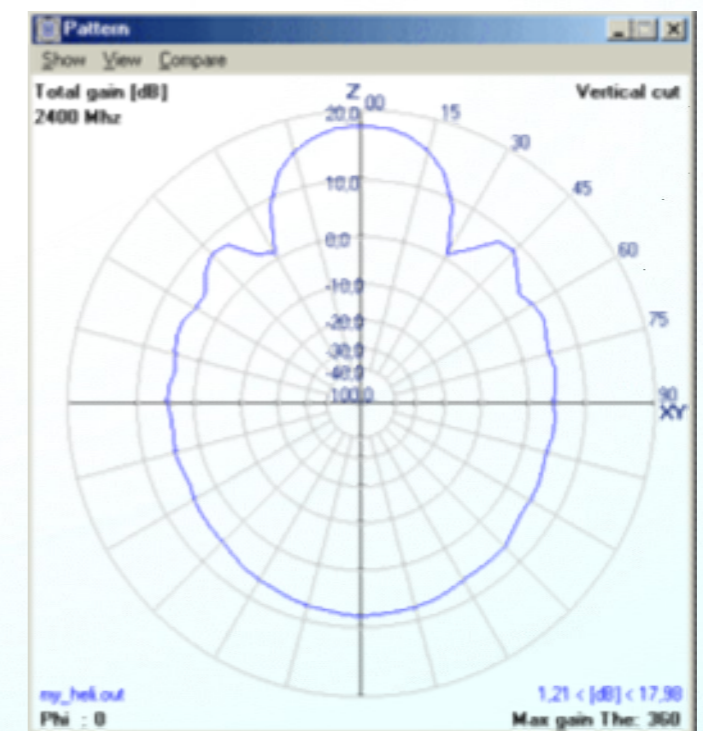 Pattern
Show View Compare
Total gain [dB]
2400 Mhz
Vertical cut
Z
00
15
30
45
60
75
90
XY
20,0
10,0
0,0
-10,0
-20,0
-30,0
-40,0
100,0
my_heli.out
1,21 < [dB] < 17,98
Phi : 0
Max gain The: 360